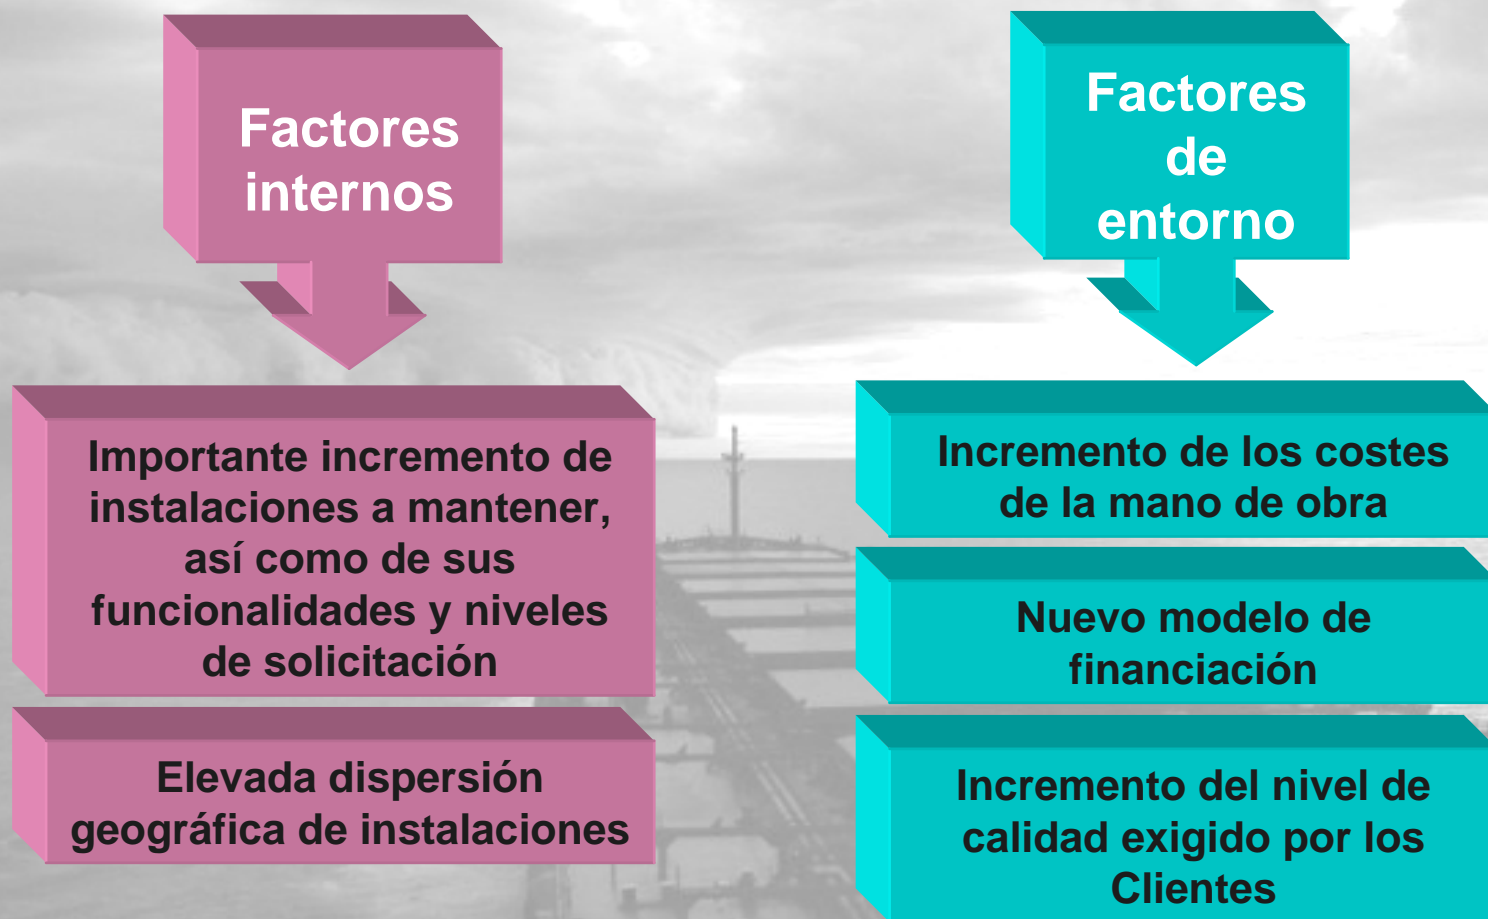 Factores
internos
Importante incremento de
instalaciones a mantener,
así como de sus
funcionalidades y niveles
de solicitación
Elevada dispersión
geográfica de instalaciones
Factores
de
entorno
Incremento de los costes
de la mano de obra
Nuevo modelo de
financiación
Incremento del nivel de
calidad exigido por los
Clientes